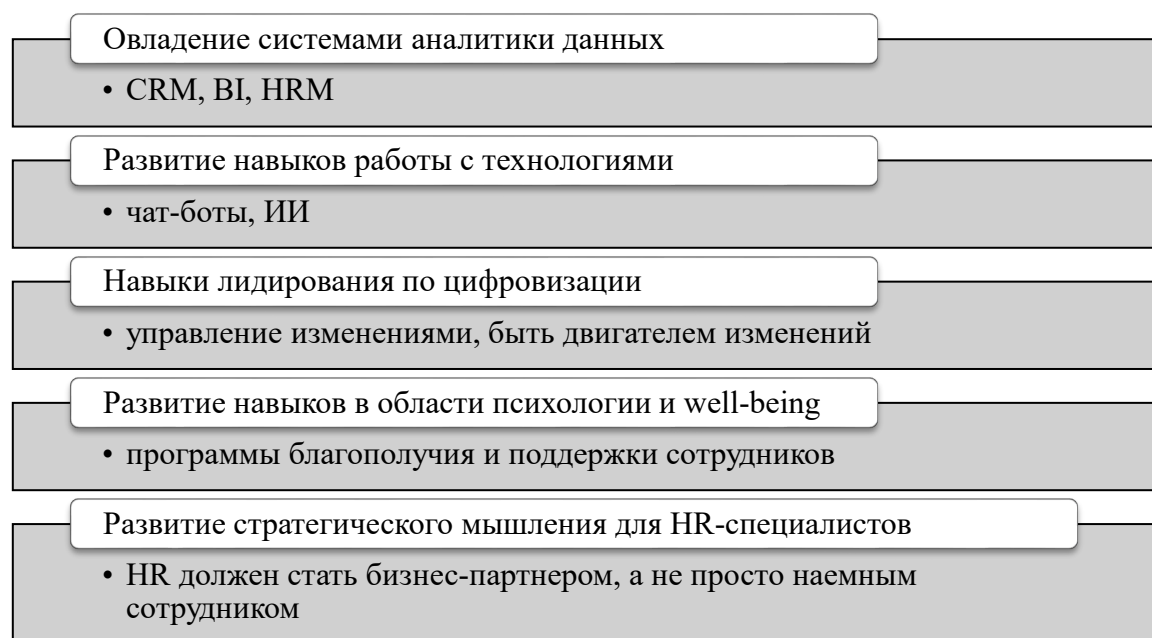 Овладение системами аналитики данных
• CRM, BI, HRM
Развитие навыков работы с технологиями
• чат-боты, ИИ
Навыки лидирования по цифровизации
• управление изменениями, быть двигателем изменений
Развитие навыков в области психологии и well-being
• программы благополучия и поддержки сотрудников
Развитие стратегического мышления для HR-специалистов
• HR должен стать бизнес-партнером, а не просто наемным
сотрудником